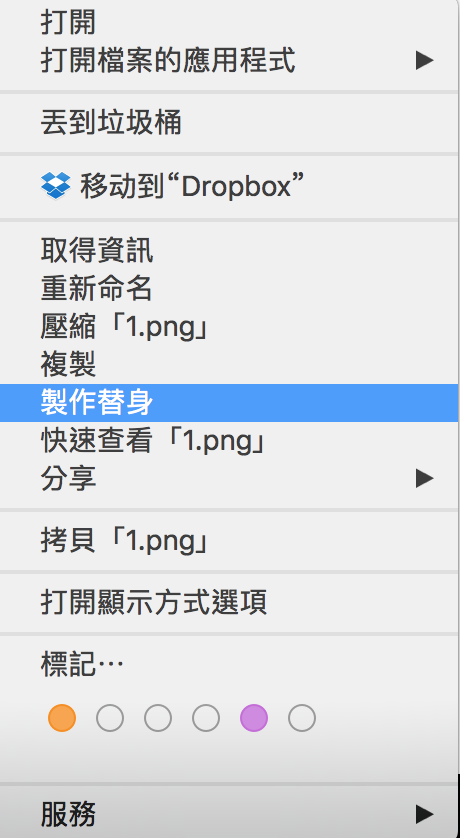 打開
打開檔案的應用程式
丟到垃圾桶
移动到“Dropbox”
取得資訊
重新命名
壓縮「1.png」
複製
製作替身
快速查看「1.png」
分享
拷貝「1.png」
打開顯示方式選項
標記⋯
服務